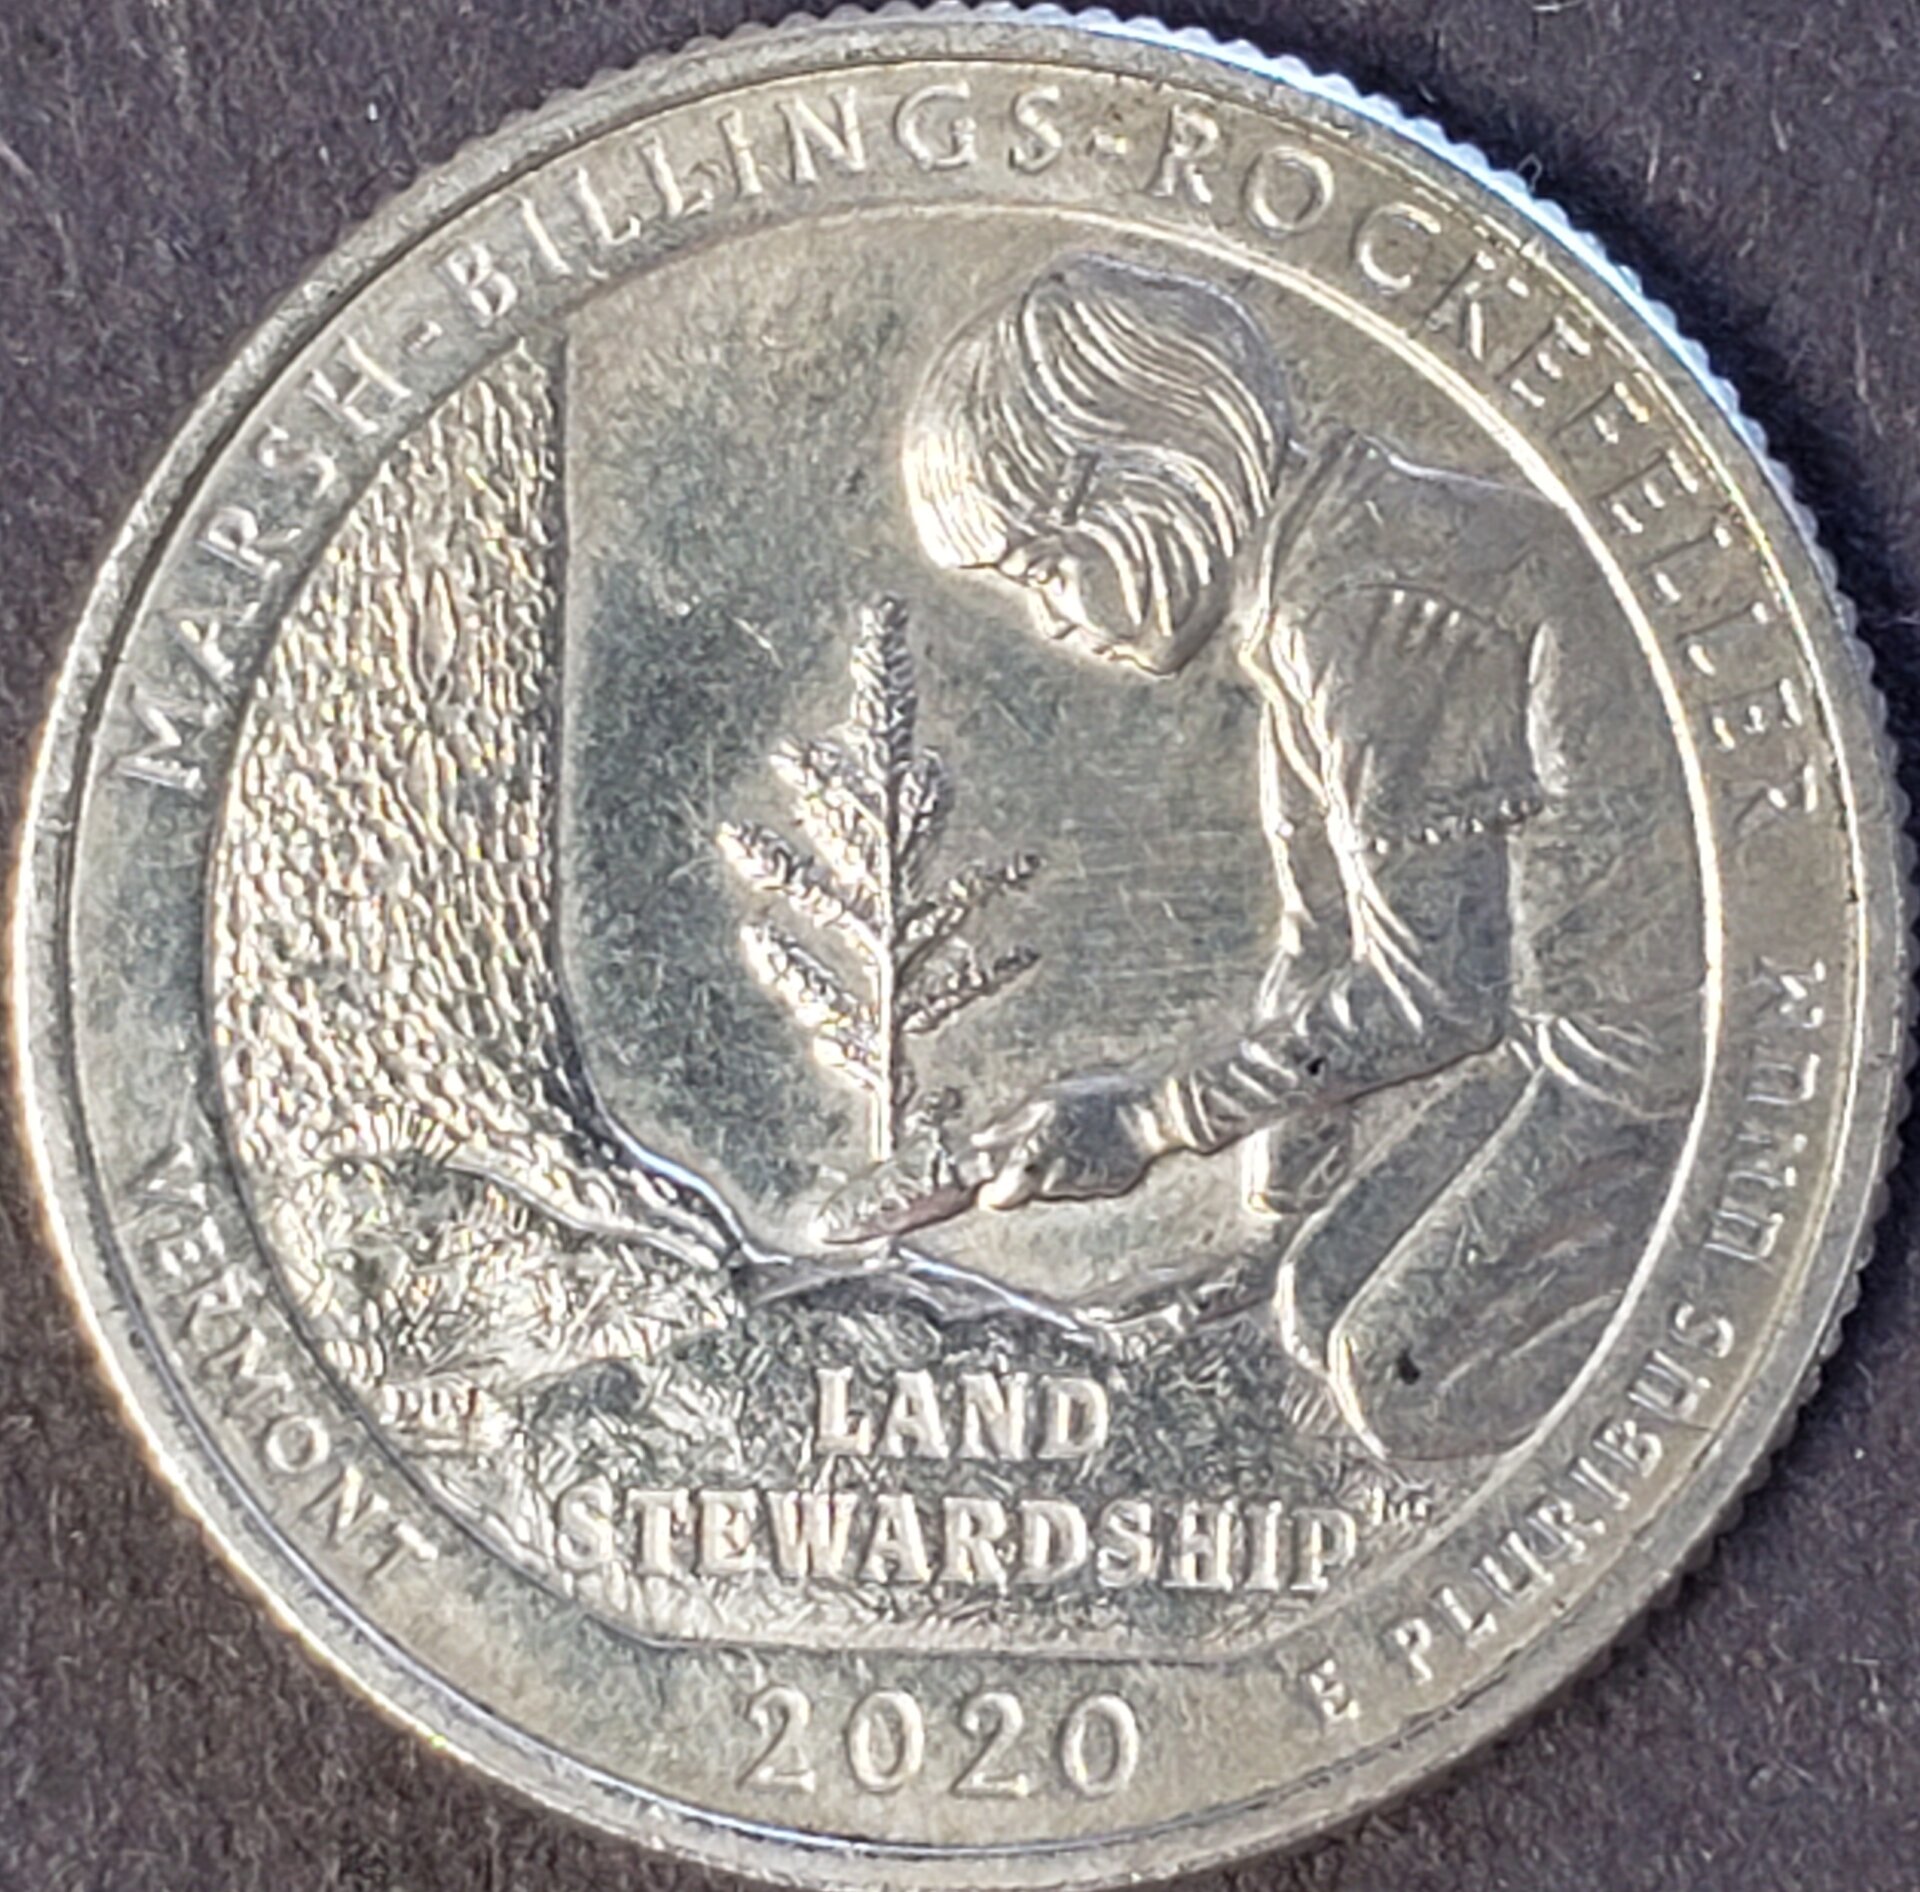 MARSH-BILLINGS-ROCKEFELLER
VERMONT
LAND
STEWARDSHIP
2020
E PLURIBUS UNUM